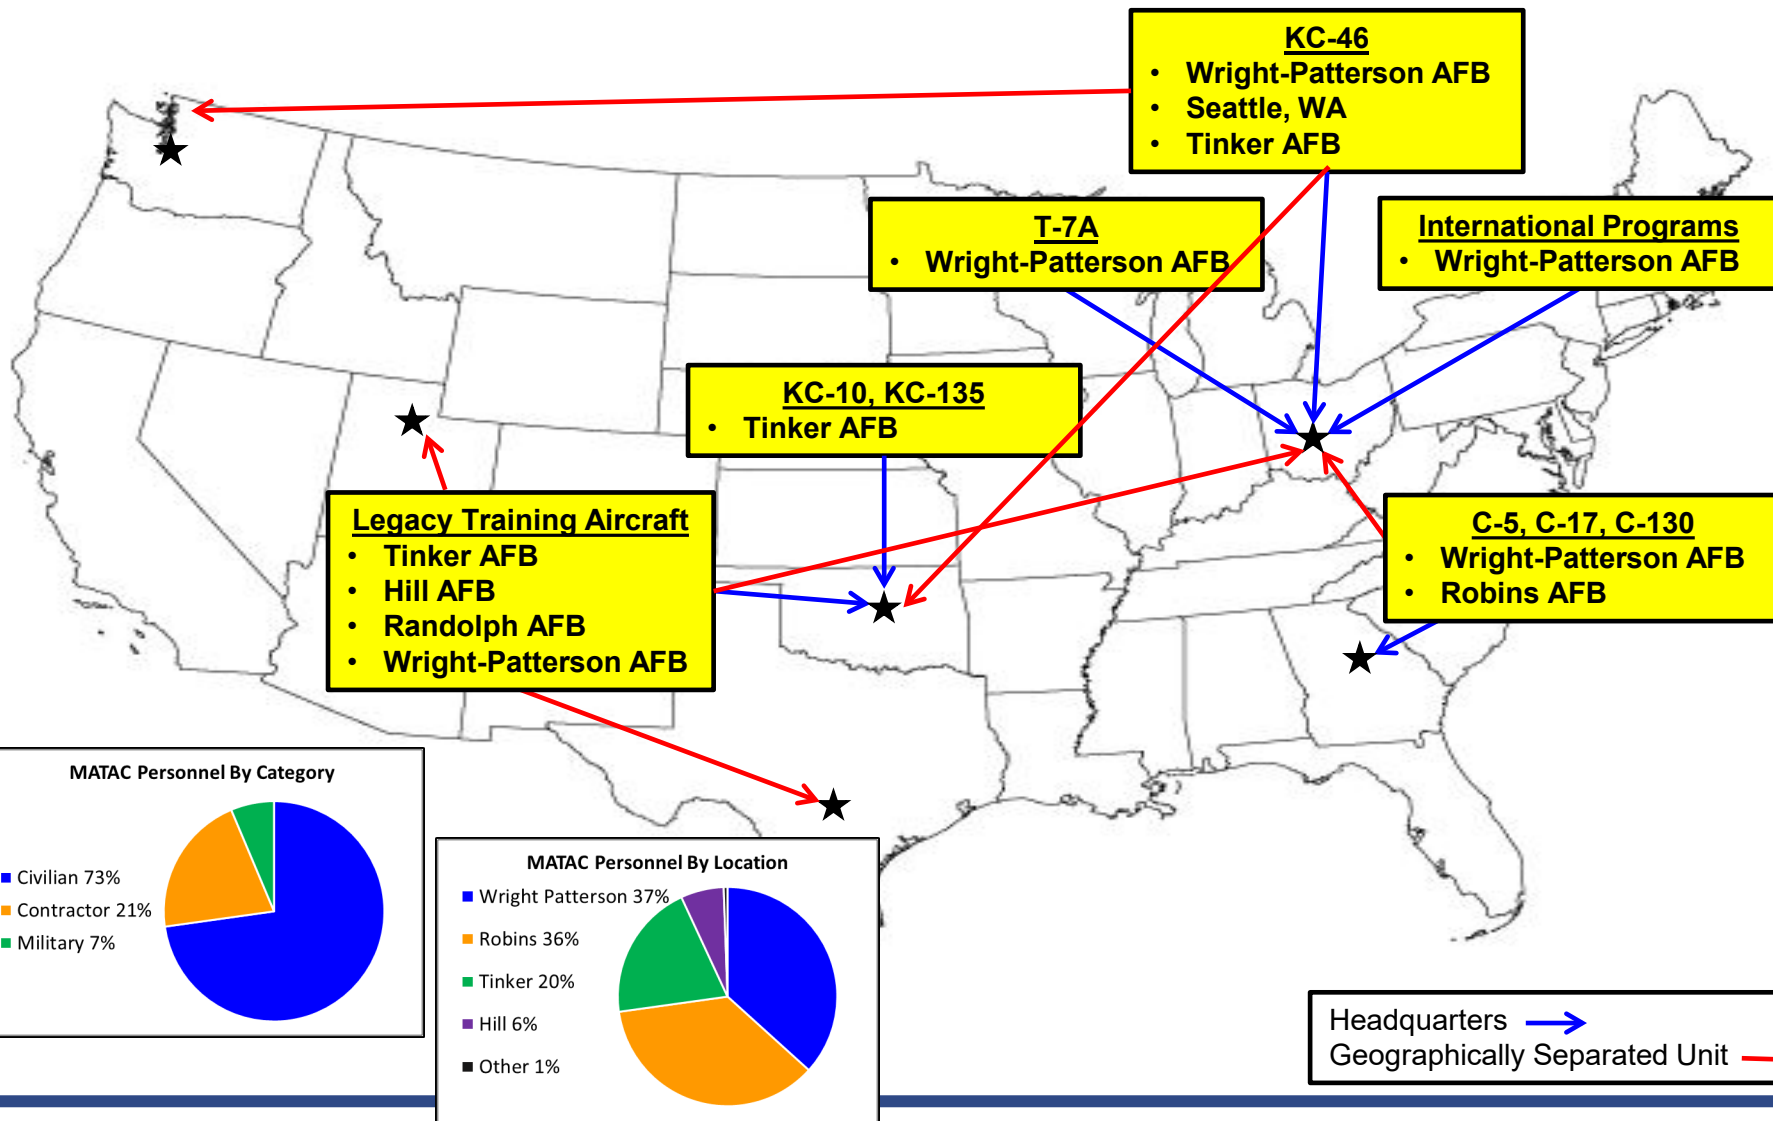 KC-46
• Wright-Patterson AFB
• Seattle, WA
• Tinker AFB
T-7A
• Wright-Patterson AFB
International Programs
• Wright-Patterson AFB
KC-10, KC-135
• Tinker AFB
Legacy Training Aircraft
• Tinker AFB
• Hill AFB
• Randolph AFB
• Wright-Patterson AFB
C-5, C-17, C-130
• Wright-Patterson AFB
• Robins AFB
MATAC Personnel By Category
Civilian 73%
Contractor 21%
Military 7%
MATAC Personnel By Location
Wright Patterson 37%
Robins 36%
Tinker 20%
Hill 6%
Other 1%
Headquarters
Geographically Separated Unit